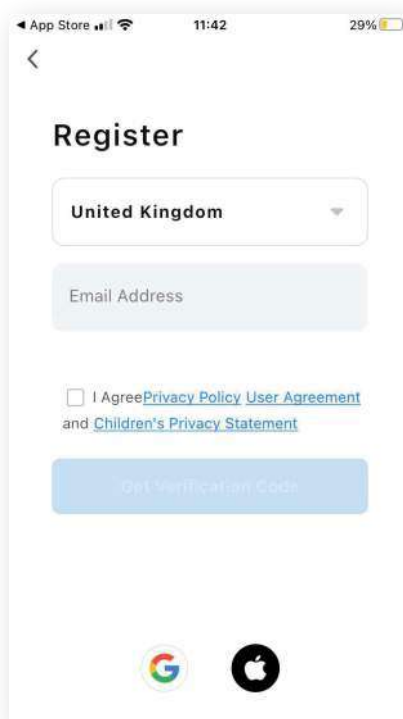 App Store 11:42 29%
Register
United Kingdom
Email Address
I AgreePrivacy Policy User Agreement
and Children's Privacy Statement
Get Verification Code